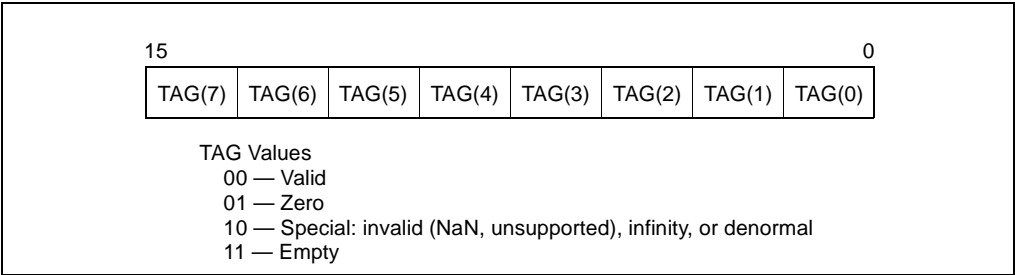 15 0
TAG(7) TAG(6) TAG(5) TAG(4) TAG(3) TAG(2) TAG(1) TAG(0)
TAG Values
00 — Valid
01 — Zero
10 — Special: invalid (NaN, unsupported), infinity, or denormal
11 — Empty